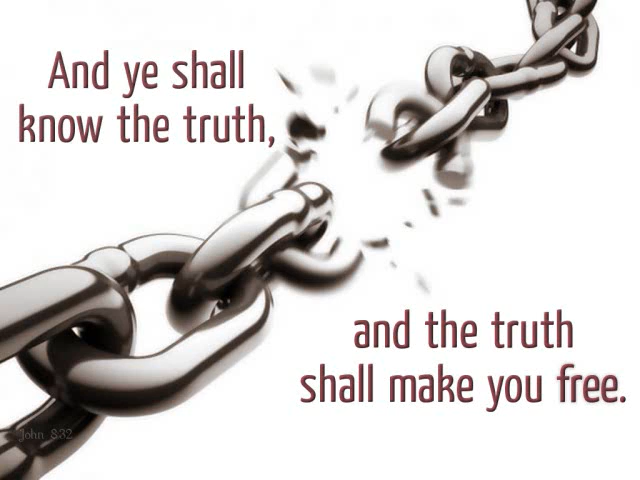 And ye shall
know the truth,
and the truth
shall make you free.
John 8:32